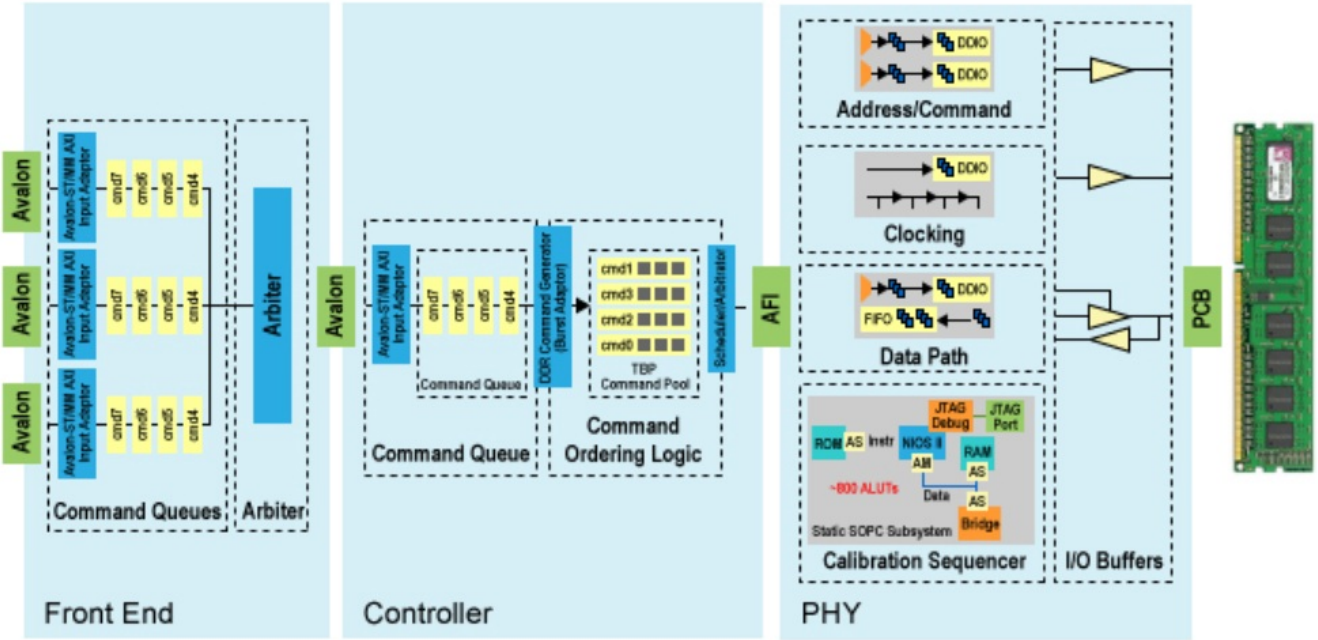 Avalon
Avalon-ST/MM AXI
Input Adaptor
cmd7
cmd6
cmd5
cmd4
Avalon
Avalon-ST/MM AXI
Input Adaptor
cmd7
cmd6
cmd5
cmd4
Avalon
Avalon-ST/MM AXI
Input Adaptor
cmd7
cmd6
cmd5
cmd4
Command Queues
Arbiter
Arbiter
Front End
Avalon
Avalon-ST/MM AXI
Input Adaptor
cmd7
cmd6
cmd5
cmd4
Command Queue
Command Queue
DDR Command Generator
(Burst Adaptor)
cmd1
cmd3
cmd2
cmd0
TBP
Command Pool
Command
Ordering Logic
Scheduler/Arbitrator
Controller
AFI
DDIO
DDIO
Address/Command
DDIO
Clocking
DDIO
FIFO
Data Path
JTAG
Debug
JTAG
Port
ROM
AS
Instr
NIOS II
RAM
AM
AS
~800 ALUTs
Data
AS
Bridge
Static SOPC Subsystem
Calibration Sequencer
I/O Buffers
PHY
PCB